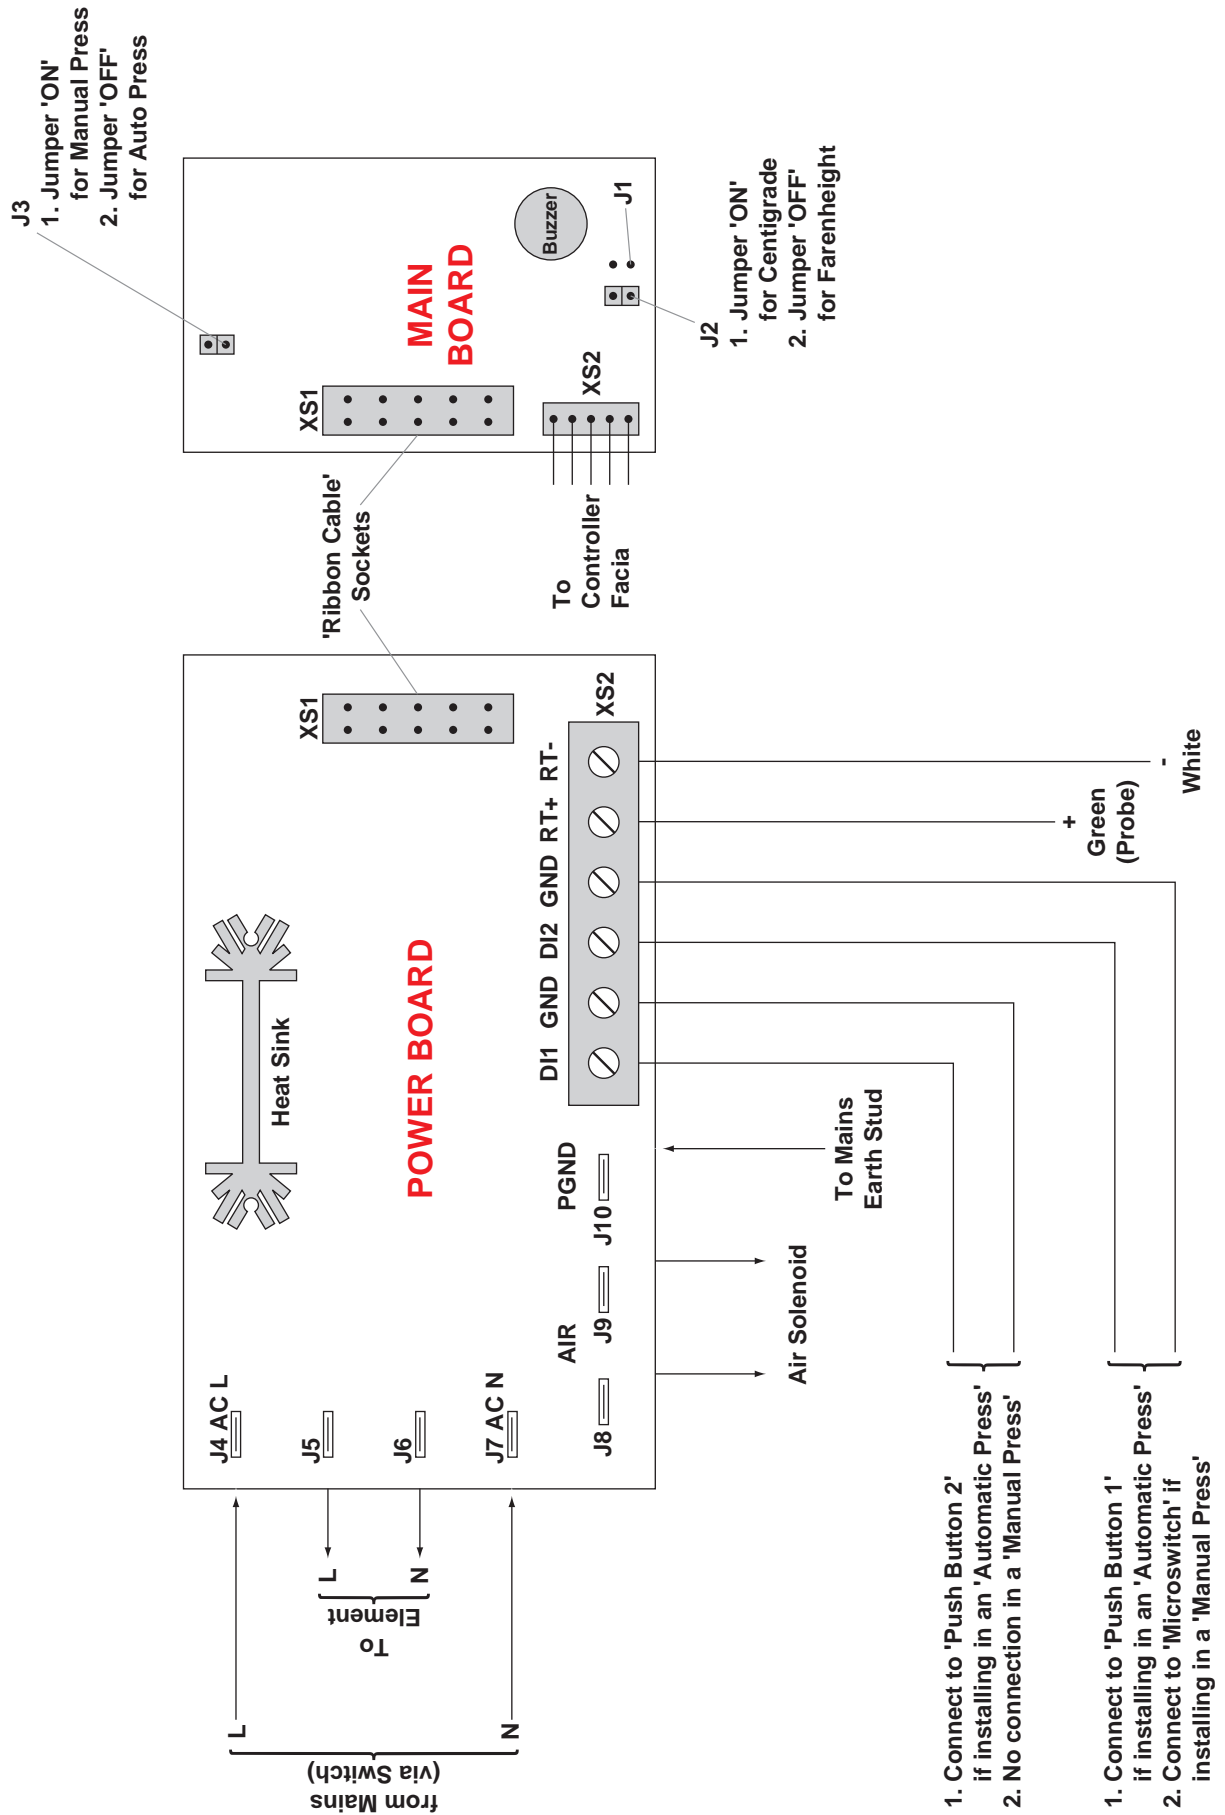 J3
1. Jumper 'ON'
for Manual Press
2. Jumper 'OFF'
for Auto Press
MAIN
BOARD
XS1
Buzzer
J1
XS2
To
Controller
Facia
J2
1. Jumper 'ON'
for Centigrade
2. Jumper 'OFF'
for Farenheight
'Ribbon Cable'
Sockets
POWER BOARD
Heat Sink
XS1
J4 AC L
J5
J6
J7 AC N
L
N
To
Element
L
N
from Mains
(via Switch)
AIR
J8
J9
PGND
J10
DI1
GND
DI2
GND
RT+
RT-
XS2
Air Solenoid
To Mains
Earth Stud
+
Green
(Probe)
-
White
1. Connect to 'Push Button 2'
if installing in an 'Automatic Press'
2. No connection in a 'Manual Press'
1. Connect to 'Push Button 1'
if installing in an 'Automatic Press'
2. Connect to 'Microswitch' if
installing in a 'Manual Press'